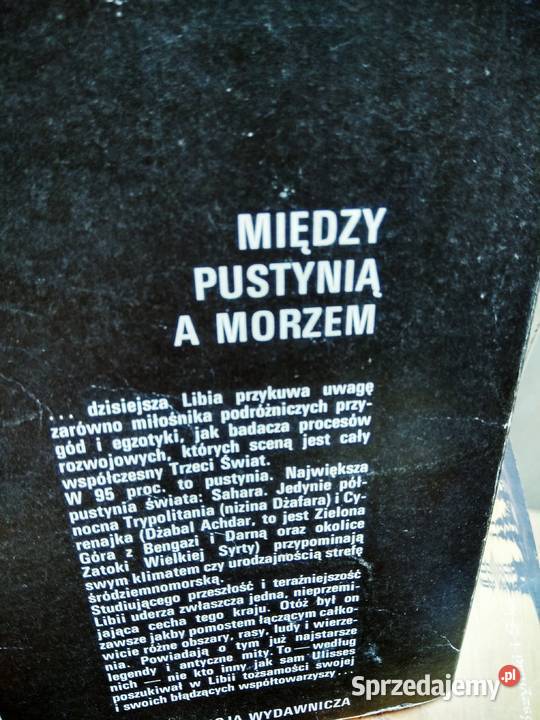 MIĘDZY
PUSTYNIĄ
A MORZEM
... dzisiejsza Libia przykuwa uwagę
zarówno miłośnika podróżniczych przy-
gód i egzotyki, jak badacza procesów
rozwojowych, których sceną jest cały
współczesny Trzeci Świat.
W 95 proc. to pustynia. Największa
pustynia świata: Sahara. Jedynie pół-
nocna Trypolitania (nizina Dżafara) i Cy-
renajka (Dżabal Achdar, to jest Zielona
Góra z Bengazi i Darną oraz okolice
Zatoki Wielkiej Syrty) przypominają
swym klimatem czy urodzajnością strefę
śródziemnomorską.
Studiującego przeszłość i teraźniejszość
Libii uderza zwłaszcza jedna, nieprzemi-
jająca cecha tego kraju. Otóż był on
zawsze jakby pomostem łączącym całko-
wicie różne obszary, rasy, ludy i wierze-
nia. Powiadają o tym już najstarsze
legendy i antyczne mity. To — według
nich — nie kto inny jak sam Ulisses
poszukiwał w Libii tożsamości swojej
i swoich błądzących współtowarzyszy...
WYDAWNICZA
Sprzedajemy.pl